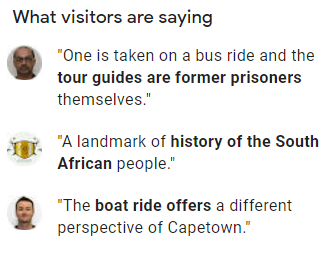 What visitors are saying
"One is taken on a bus ride and the
tour guides are former prisoners
themselves."
"A landmark of history of the South
African people."
"The boat ride offers a different
perspective of Capetown."